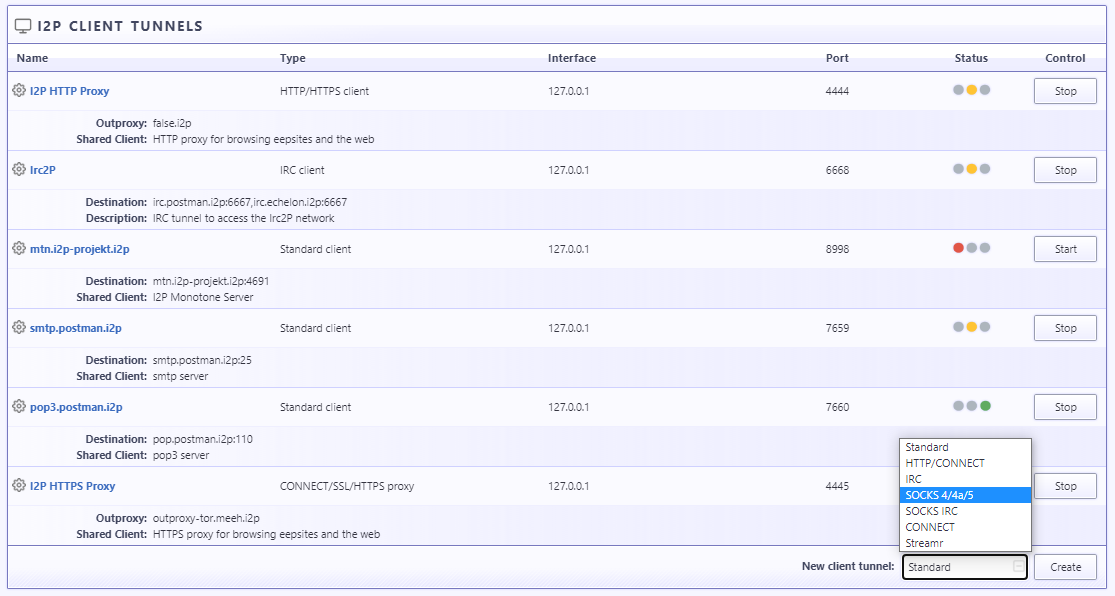 I2P CLIENT TUNNELS
Name Type Interface Port Status Control
I2P HTTP Proxy HTTP/HTTPS client 127.0.0.1 4444 Stop
Outproxy: false.i2p
Shared Client: HTTP proxy for browsing eepsites and the web
Irc2P IRC client 127.0.0.1 6668 Stop
Destination: irc.postman.i2p:6667,irc.echelon.i2p:6667
Description: IRC tunnel to access the Irc2P network
mtn.i2p-projekt.i2p Standard client 127.0.0.1 8998 Start
Destination: mtn.i2p-projekt.i2p:4691
Shared Client: I2P Monotone Server
smtp.postman.i2p Standard client 127.0.0.1 7659 Stop
Destination: smtp.postman.i2p:25
Shared Client: smtp server
pop3.postman.i2p Standard client 127.0.0.1 7660 Stop
Destination: pop.postman.i2p:110
Shared Client: pop3 server
I2P HTTPS Proxy CONNECT/SSL/HTTPS proxy 127.0.0.1 4445 Stop
Outproxy: outproxy-tor.meeh.i2p
Shared Client: HTTPS proxy for browsing eepsites and the web
Standard
HTTP/CONNECT
IRC
SOCKS 4/4a/5
SOCKS IRC
CONNECT
Streamr
New client tunnel: Standard Create